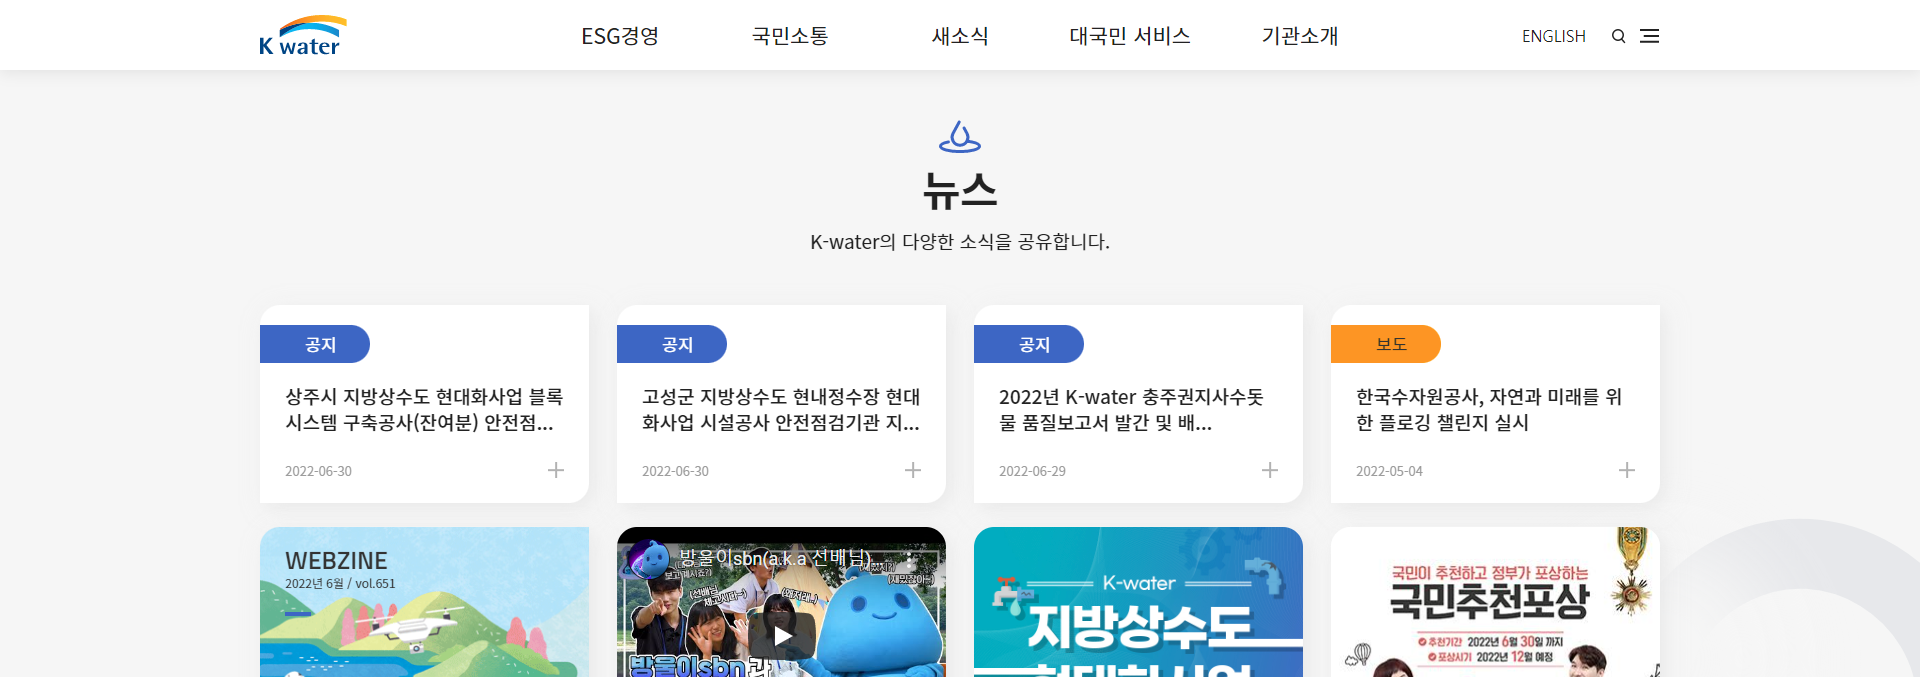 K water
ESG경영
국민소통
새소식
대국민 서비스
기관소개
ENGLISH
뉴스
K-water의 다양한 소식을 공유합니다.
공지
상주시 지방상수도 현대화사업 블록
시스템 구축공사(잔여분) 안전점...
2022-06-30
공지
고성군 지방상수도 현내정수장 현대
화사업 시설공사 안전점검기관 지...
2022-06-30
공지
2022년 K-water 충주권지사수돗
물 품질보고서 발간 및 배...
2022-06-29
보도
한국수자원공사, 자연과 미래를 위
한 플로깅 챌린지 실시
2022-05-04
WEBZINE
2022년 6월 / vol.651
방울이sbn(a.k.a 선배님)
방울이sbn 과
K-water
지방상수도
현대화 사업
국민이 추천하고 정부가 포상하는
국민추천포상
추천기간 2022년 6월 30일 까지
포상시기 2022년 12월 예정